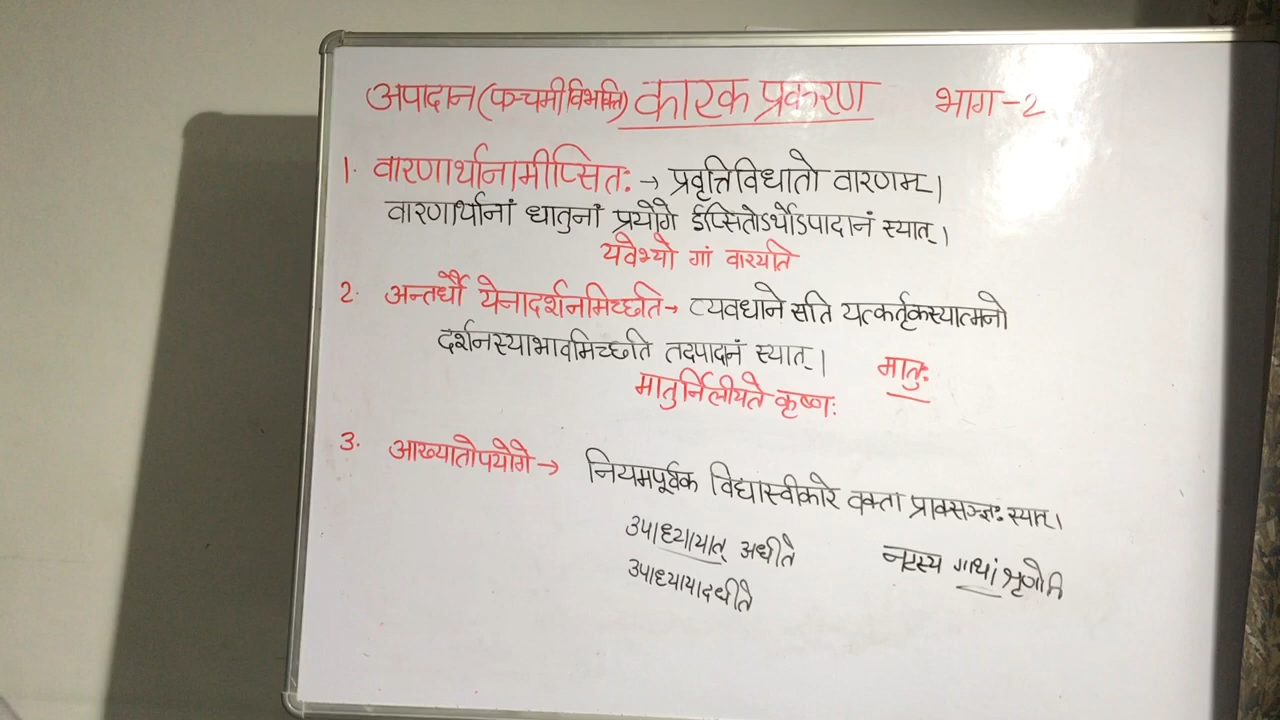 अपादान (पञ्चमी विभक्ति) कारक प्रकरण भाग-2
1. वारणार्थानामीप्सितः → प्रवृत्तिविधातो वारणम् ।
वारणार्थानां धातुनां प्रयोगे ईप्सितोऽर्थोऽपादानं स्यात् ।
यवेभ्यो गां वारयति
2. अन्तर्धौ येनादर्शनमिच्छति → व्यवधाने सति यत्कर्तृकस्यात्मनो
दर्शनस्याभावमिच्छति तदपादानं स्यात् ।
मातुः
मातुर्निलीयते कृष्णः
3. आख्यातोपयोगे → नियमपूर्वक विद्यास्वीकारे वक्ता प्राक्सञ्ज्ञः स्यात् ।
उपाध्यायात् अधीते
नटस्य गाथां श्रृणोति
उपाध्यायादधीते